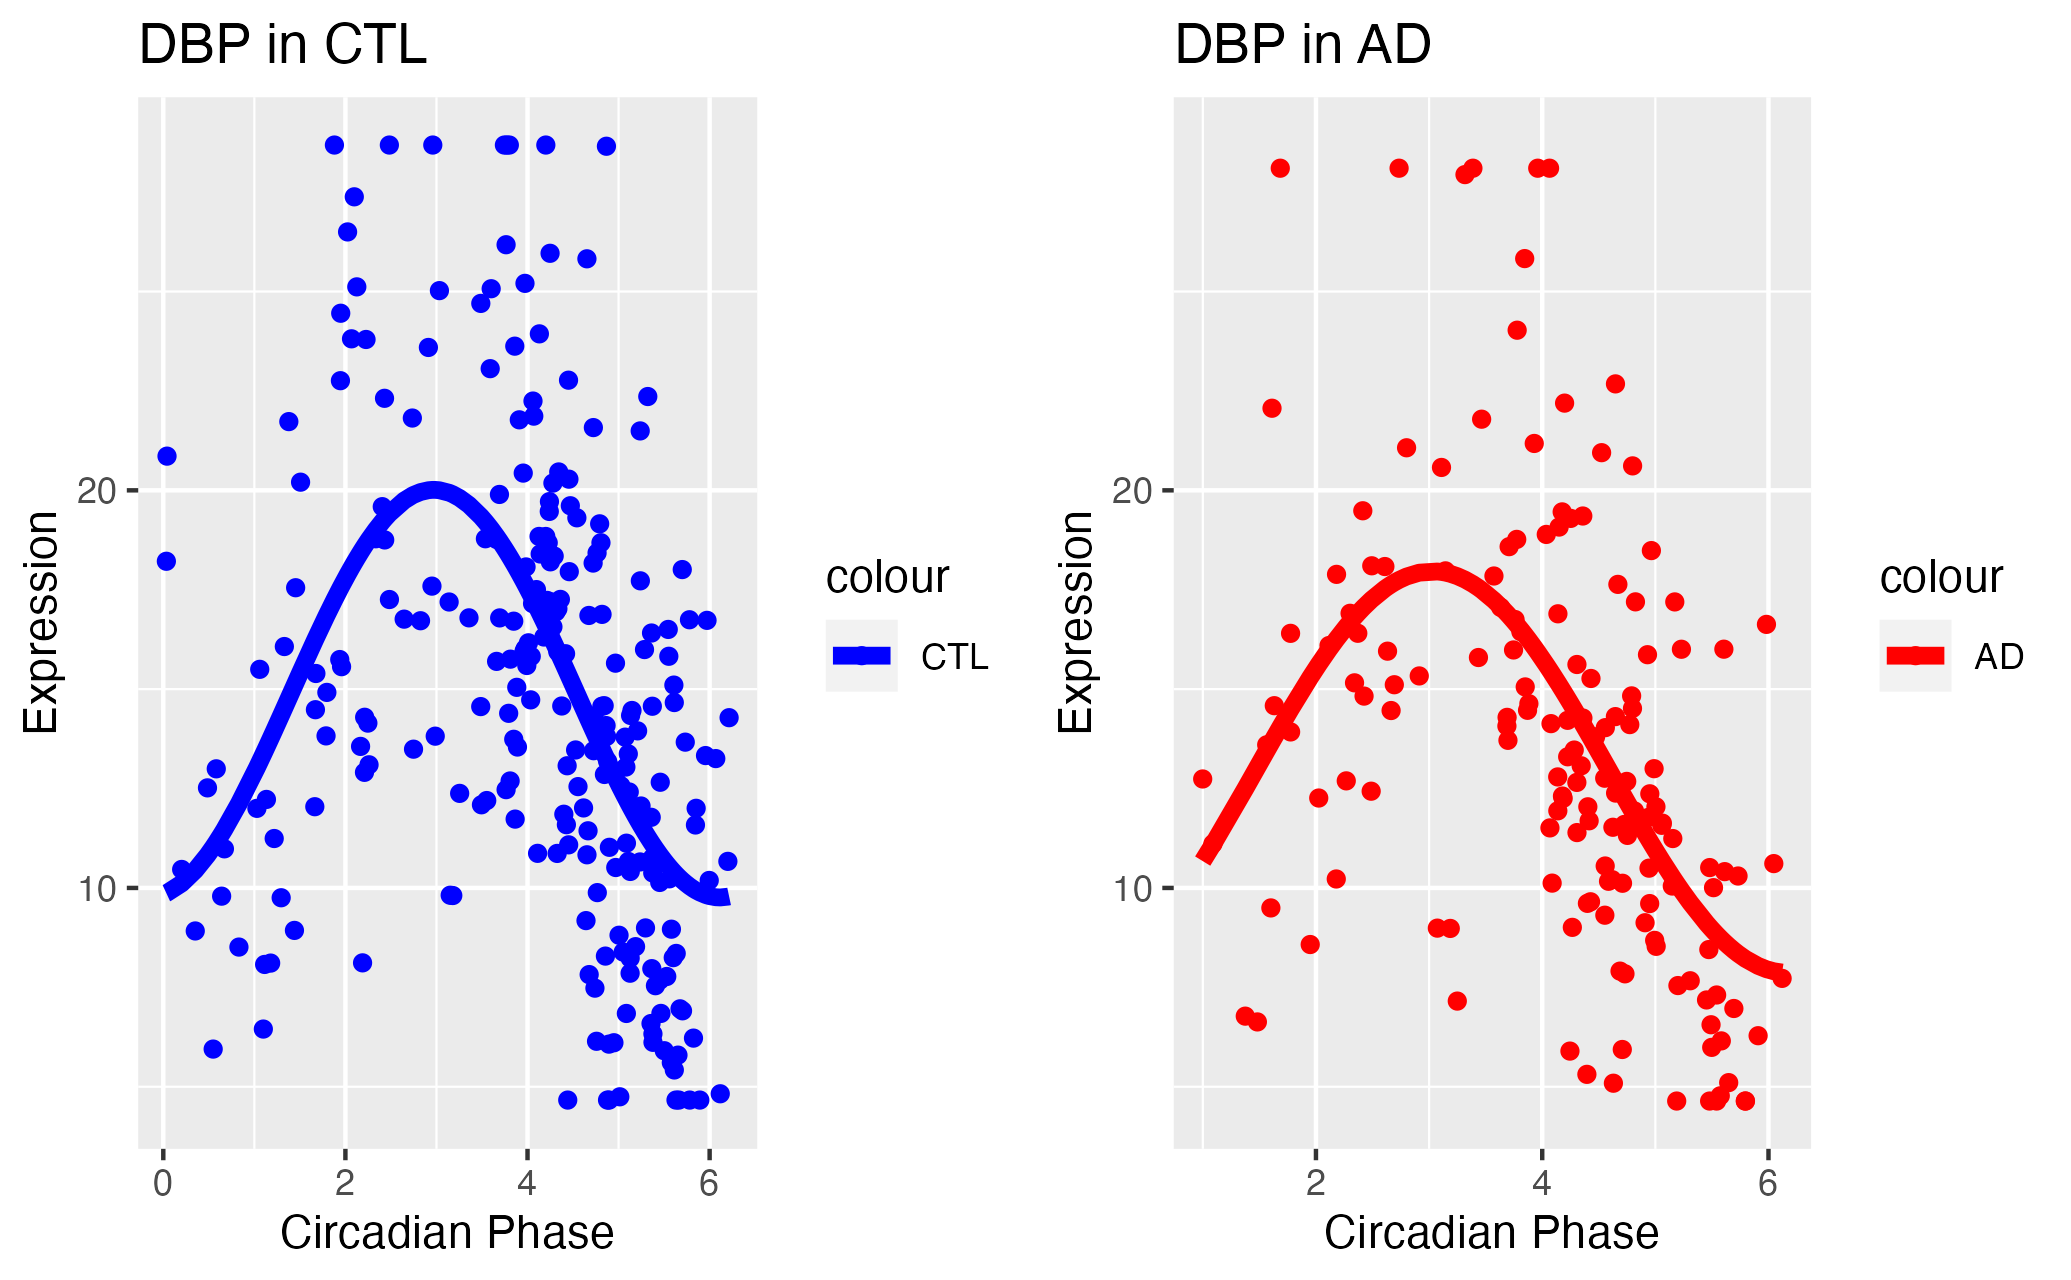 DBP in CTL
Expression
20
10
0 2 4 6
Circadian Phase
colour
CTL
DBP in AD
Expression
20
10
2 4 6
Circadian Phase
colour
AD